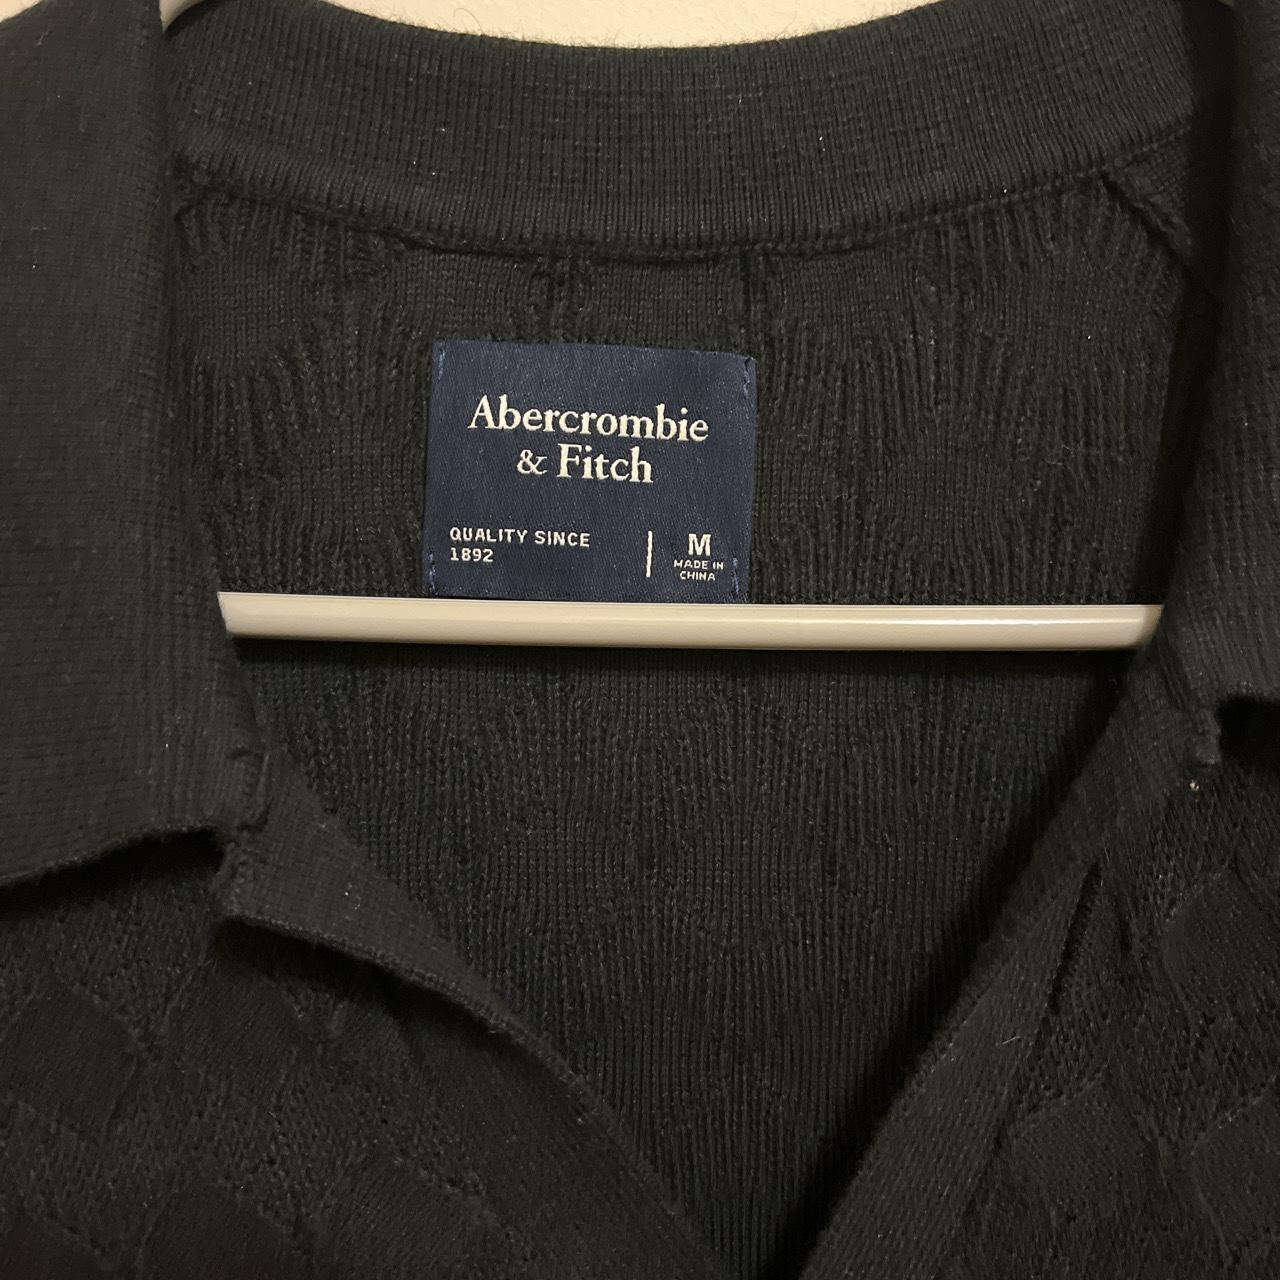 Abercrombie
& Fitch
QUALITY SINCE
1892
M
MADE IN
CHINA